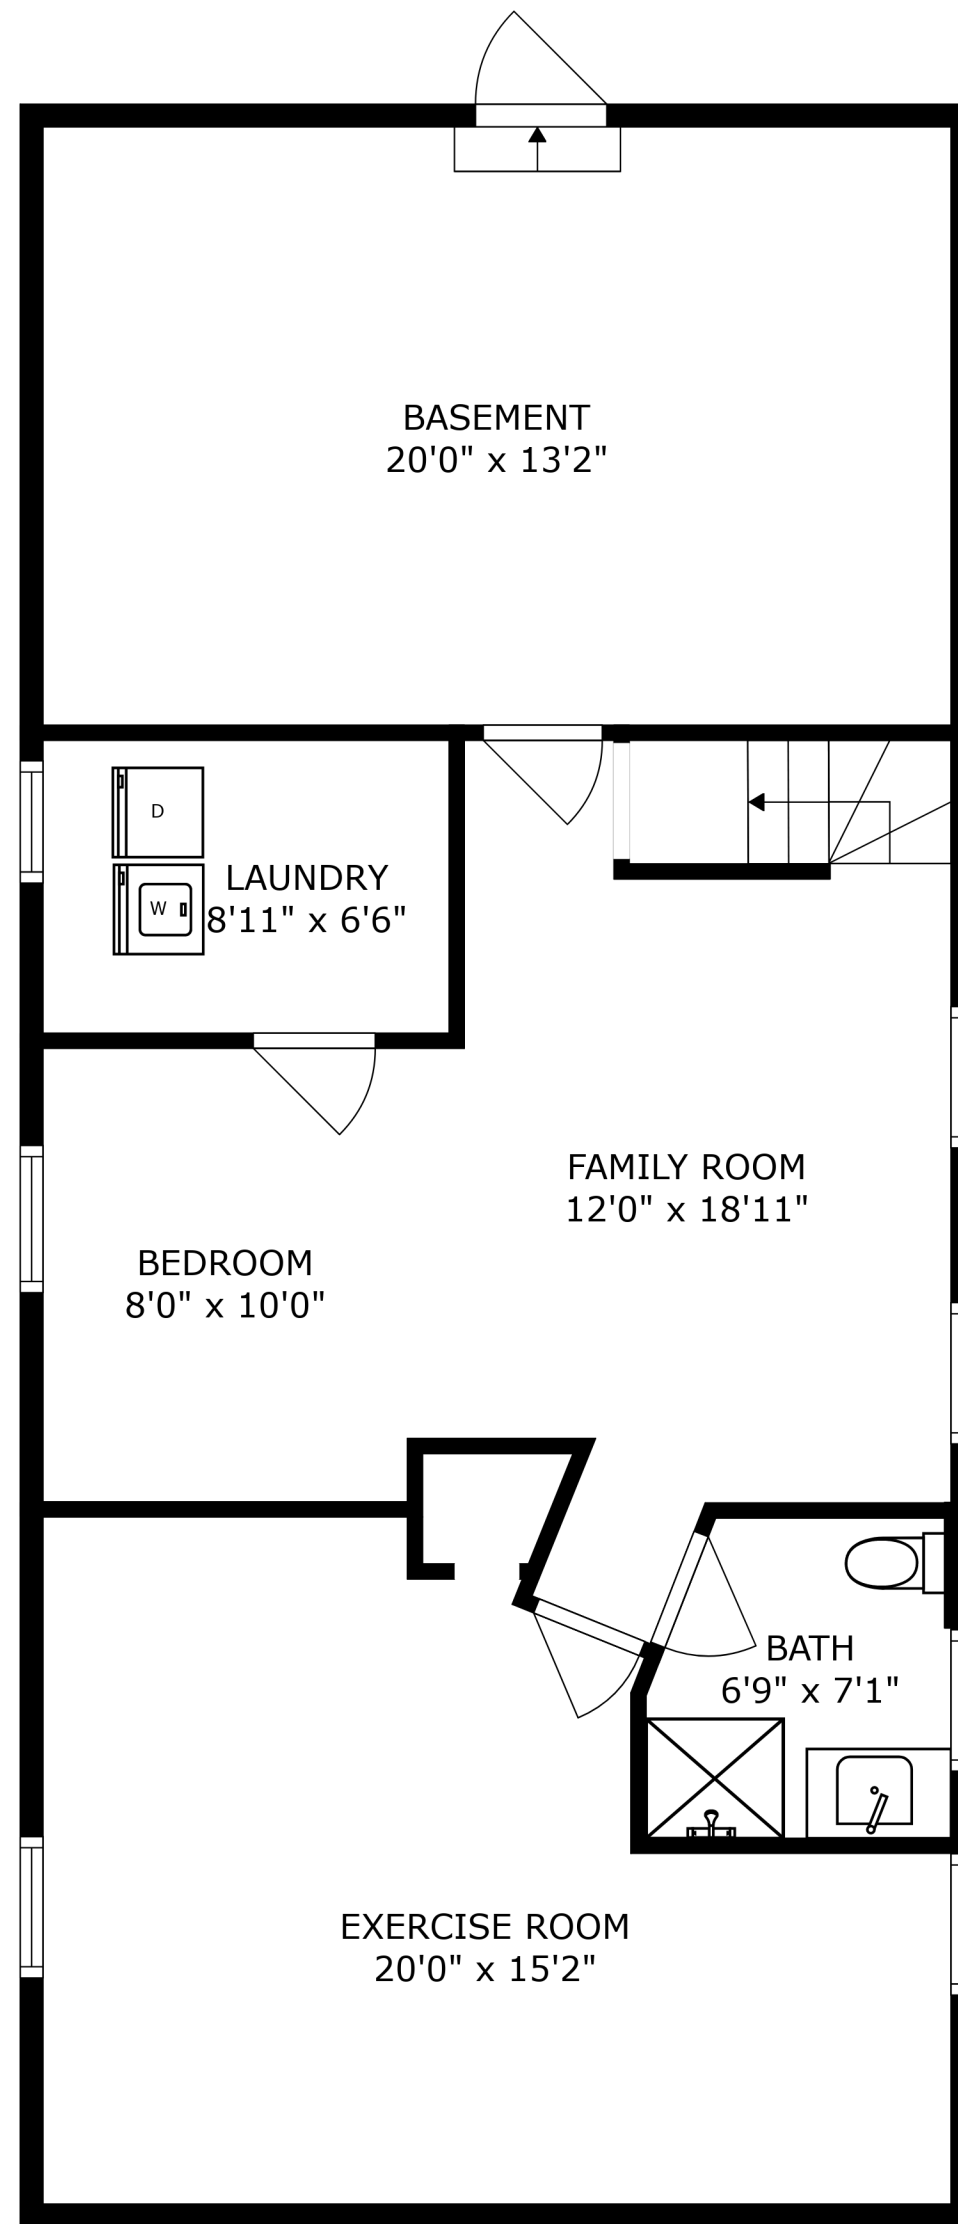 BASEMENT
20'0" x 13'2"
D
W
LAUNDRY
8'11" x 6'6"
FAMILY ROOM
12'0" x 18'11"
BEDROOM
8'0" x 10'0"
BATH
6'9" x 7'1"
EXERCISE ROOM
20'0" x 15'2"